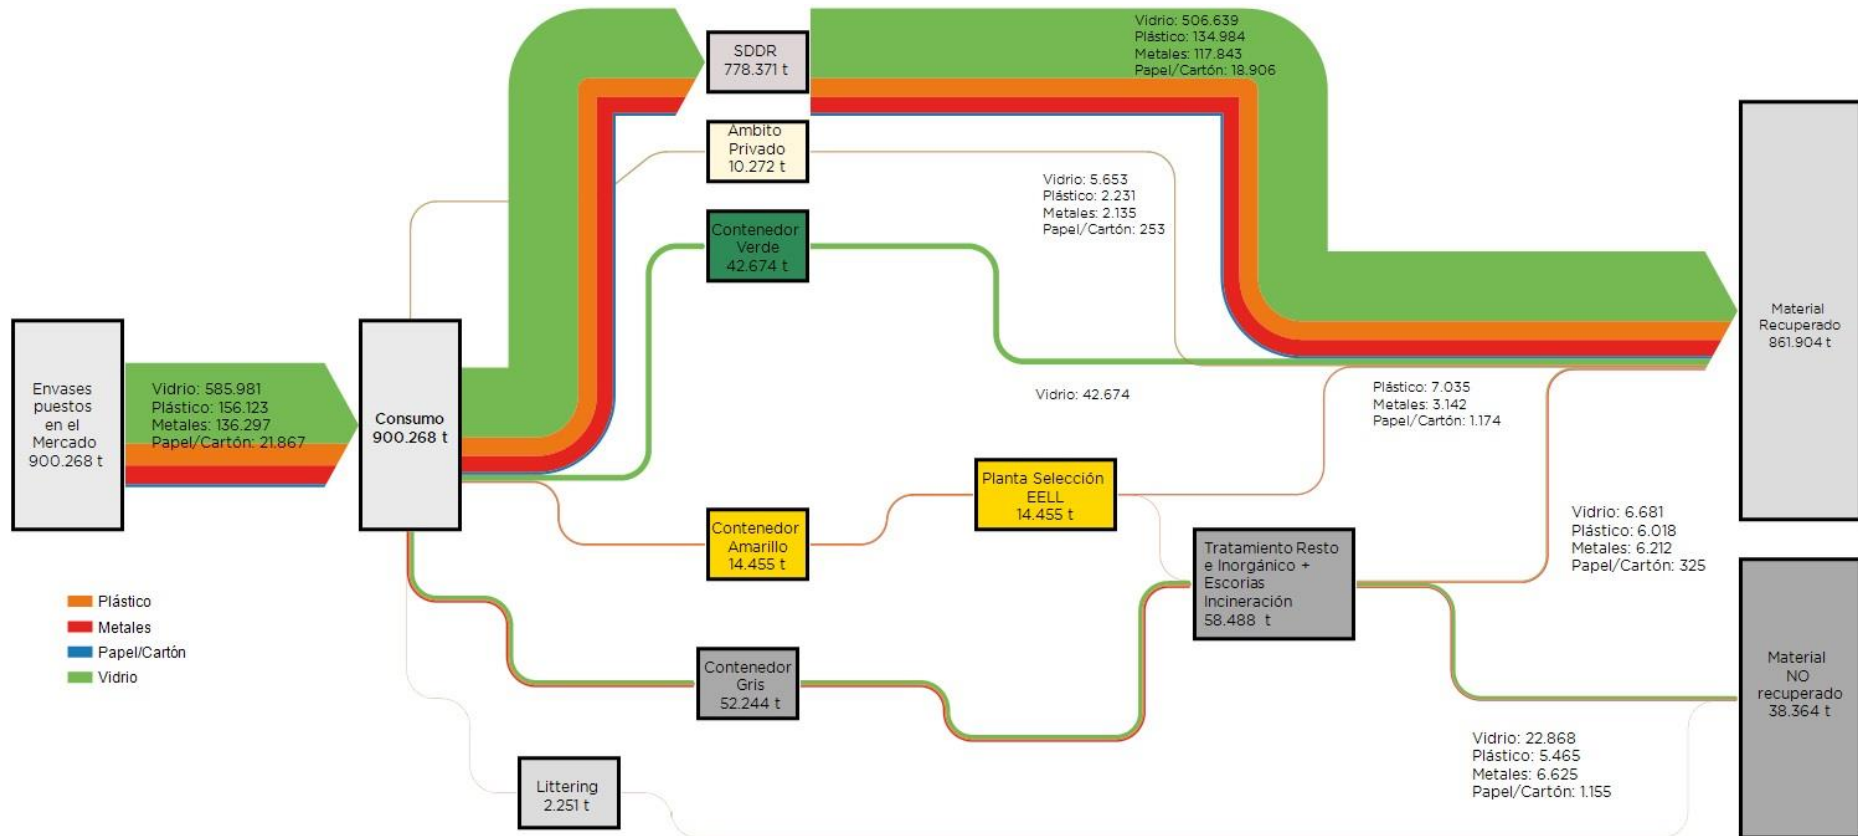 Vidrio: 506.639
Plástico: 134.984
Metales: 117.843
Papel/Cartón: 18.906
SDDR
778.371 t
Ambito
Privado
10.272 t
Vidrio: 5.653
Plástico: 2.231
Metales: 2.135
Papel/Cartón: 253
Contenedor
Verde
42.674 t
Material
Recuperado
861.904 t
Envases
puestos
en el
Mercado
900.268 t
Vidrio: 585.981
Plástico: 156.123
Metales: 136.297
Papel/Cartón: 21.867
Consumo
900.268 t
Vidrio: 42.674
Plástico: 7.035
Metales: 3.142
Papel/Cartón: 1.174
Planta Selección
EELL
14.455 t
Contenedor
Amarillo
14.455 t
Tratamiento Resto
e Inorgánico +
Escorias
Incineración
58.488 t
Vidrio: 6.681
Plástico: 6.018
Metales: 6.212
Papel/Cartón: 325
Plástico
Metales
Papel/Cartón
Vidrio
Contenedor
Gris
52.244 t
Material
NO
recuperado
38.364 t
Vidrio: 22.868
Plástico: 5.465
Metales: 6.625
Papel/Cartón: 1.155
Littering
2.251 t